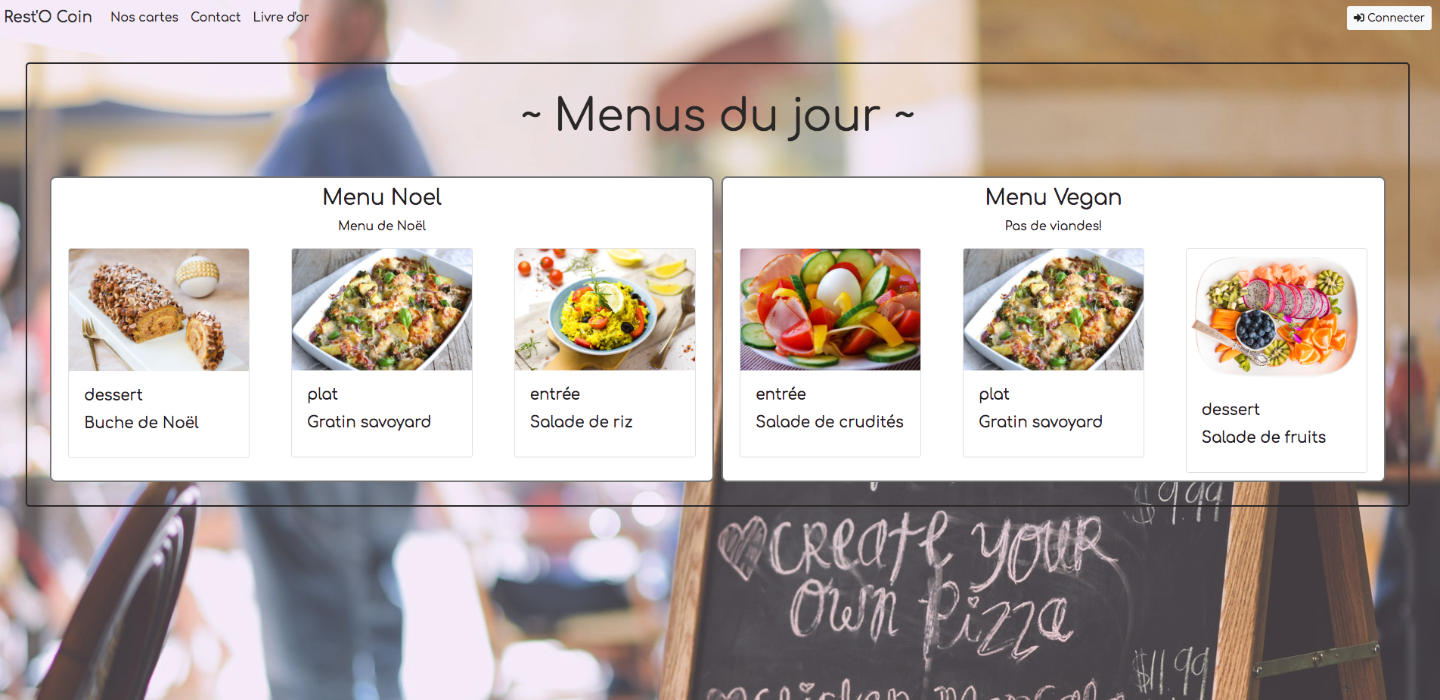 Rest'O Coin Nos cartes Contact Livre d'or Connecter
~ Menus du jour ~
Menu Noel
Menu de Noël
dessert
Buche de Noël
plat
Gratin savoyard
entrée
Salade de riz
Menu Vegan
Pas de viandes!
entrée
Salade de crudités
plat
Gratin savoyard
dessert
Salade de fruits
$9.99
CREATE YOUR
OWN PIZZA
$11.99